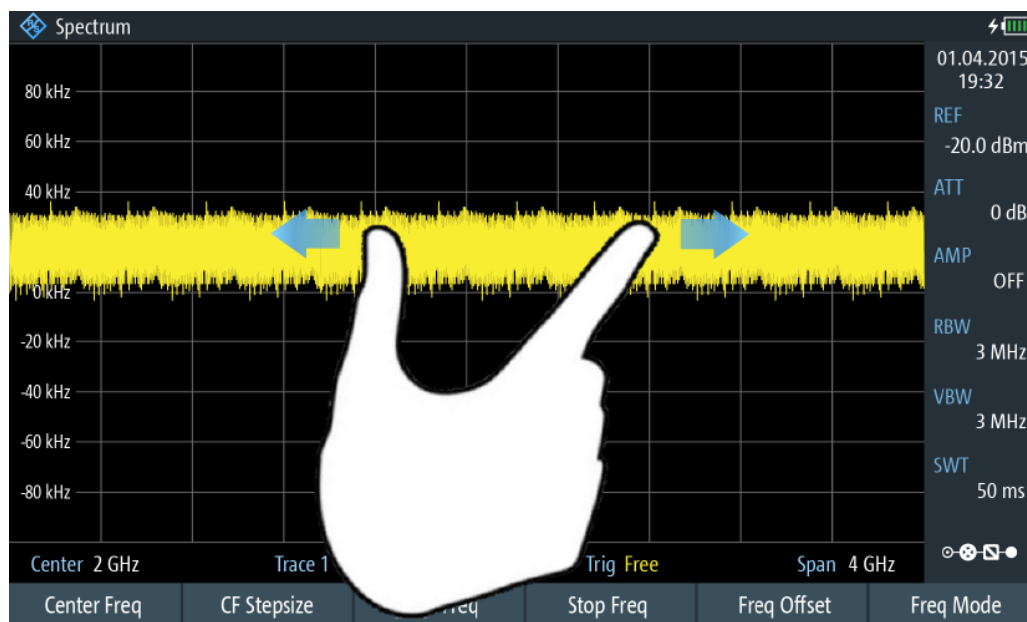 Spectrum
01.04.2015
19:32
80 kHz
60 kHz
40 kHz
0 kHz
-20 kHz
-40 kHz
-60 kHz
-80 kHz
REF
-20.0 dBm
ATT
0 dB
AMP
OFF
RBW
3 MHz
VBW
3 MHz
SWT
50 ms
Center 2 GHz Trace 1 Trig Free Span 4 GHz
Center Freq CF Stepsize Stop Freq Freq Offset Freq Mode